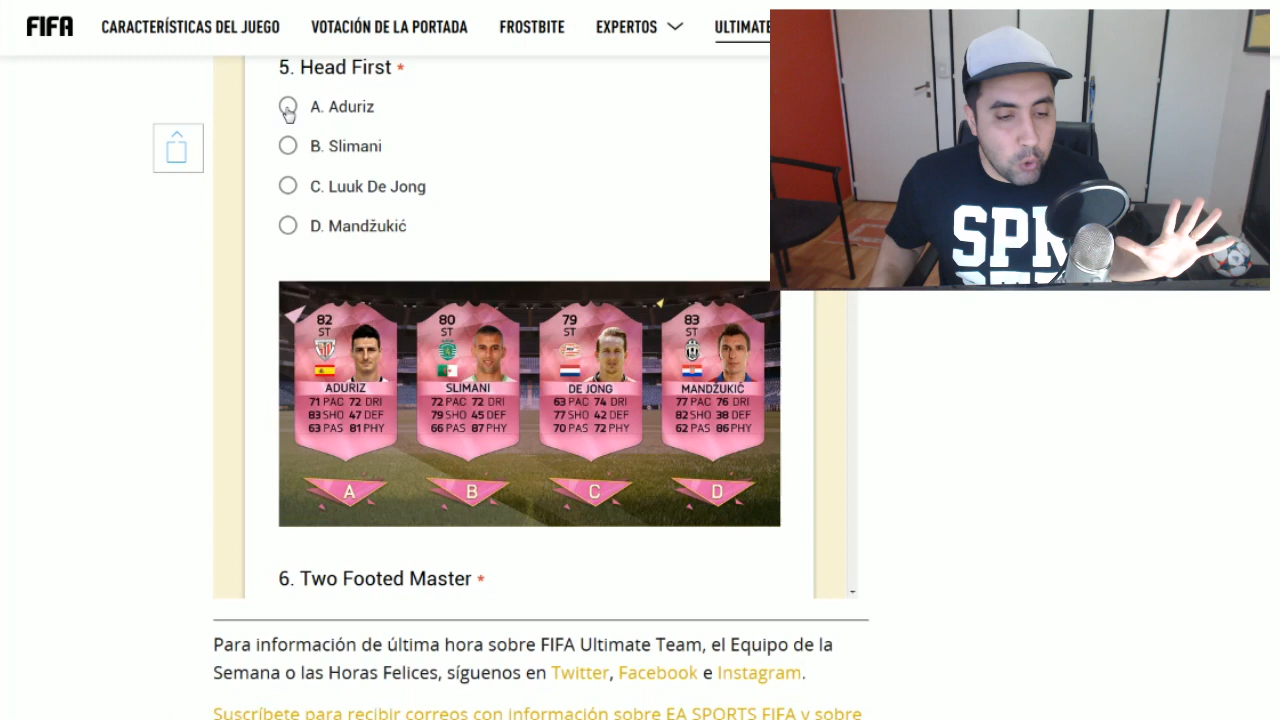 FIFA CARACTERÍSTICAS DEL JUEGO VOTACIÓN DE LA PORTADA FROSTBITE EXPERTOS ULTIMATE
5. Head First *
A. Aduriz
B. Slimani
C. Luuk De Jong
D. Mandžukić
82 80 79 83
ST ST ST ST
ADURIZ SLIMANI DE JONG MANDŽUKIĆ
71 PAC 72 DRI 72 PAC 72 DRI 63 PAC 74 DRI 77 PAC 76 DRI
83 SHO 47 DEF 79 SHO 45 DEF 77 SHO 42 DEF 82 SHO 38 DEF
63 PAS 81 PHY 66 PAS 87 PHY 70 PAS 72 PHY 62 PAS 86 PHY
A B C D
6. Two Footed Master *
Para información de última hora sobre FIFA Ultimate Team, el Equipo de la
Semana o las Horas Felices, síguenos en Twitter, Facebook e Instagram.
Suscríbete para recibir correos con información sobre EA SPORTS FIFA y sobre